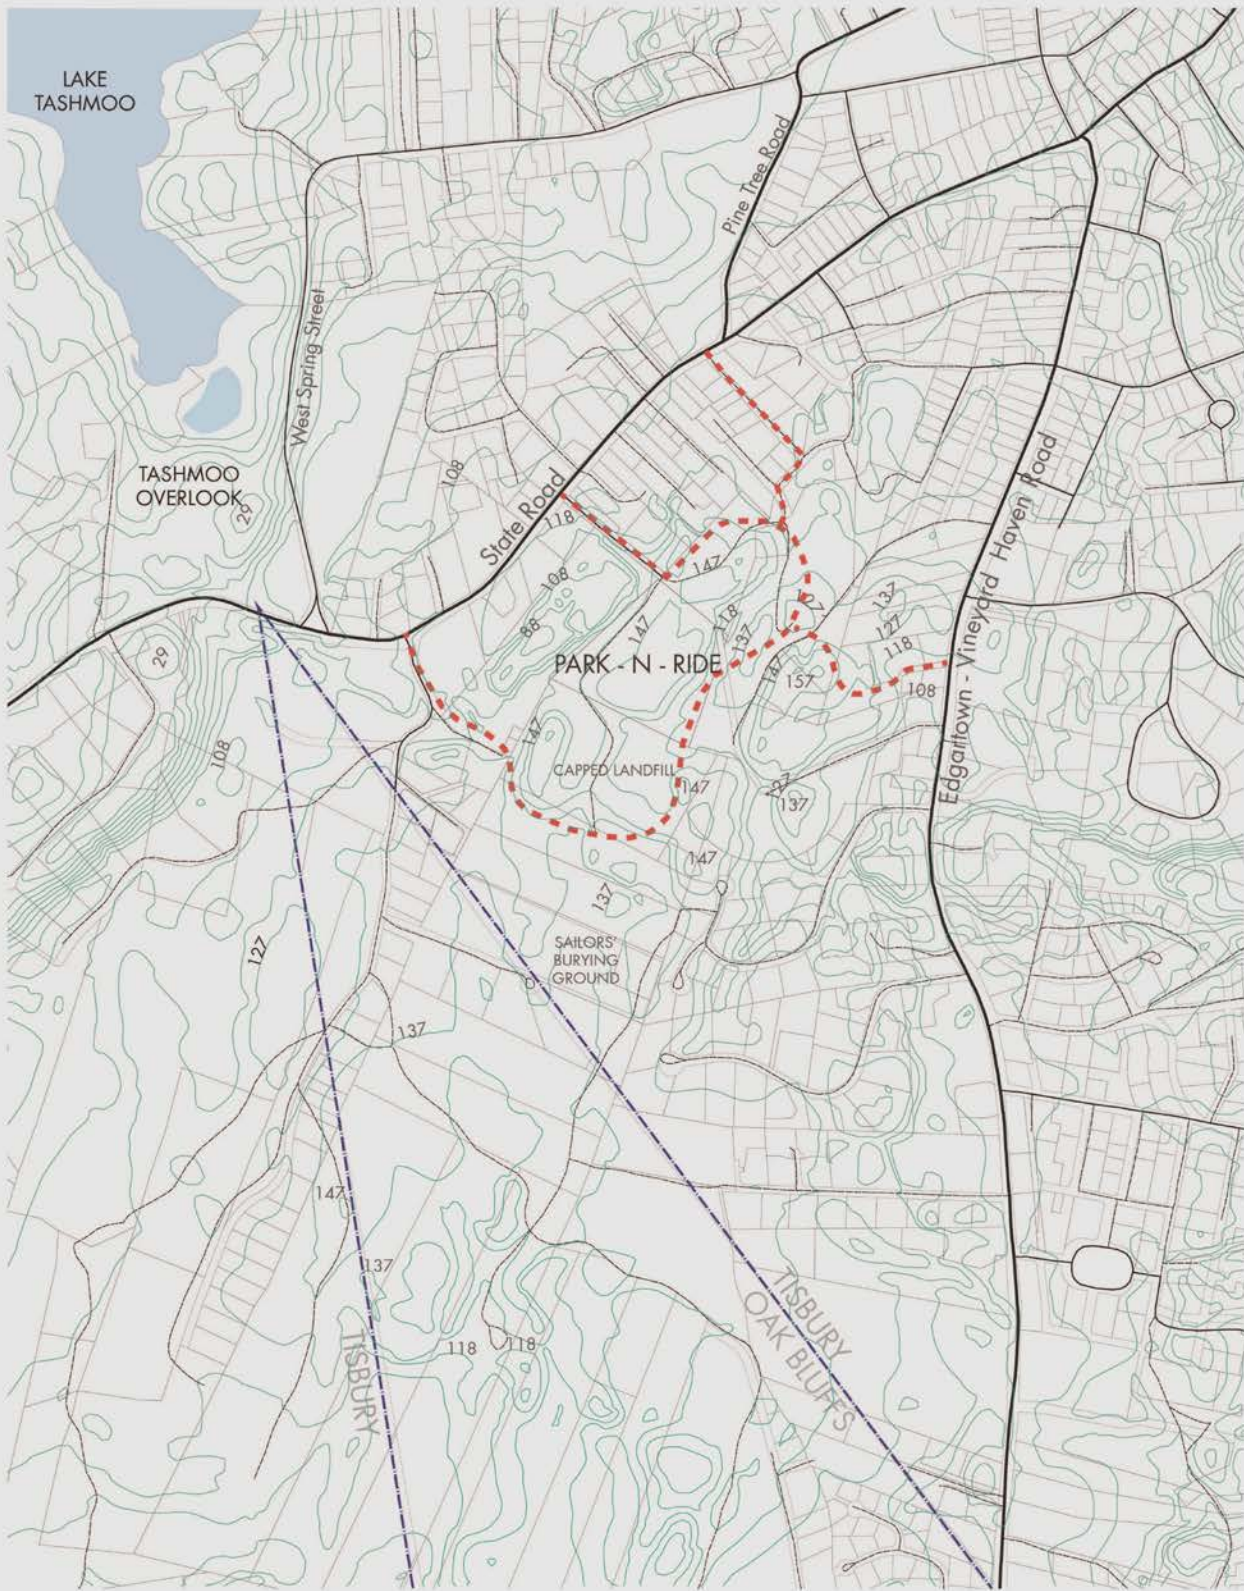 LAKE
TASHMOO
Pine Tree Road
West Spring Street
TASHMOO
OVERLOOK
29
108
State Road
118
Edgartown - Vineyard Haven Road
147
108
88
147
118
137
137
127
118
108
PARK - N - RIDE
147
157
29
108
147
CAPPED LANDFILL
147
137
147
137
127
SAILORS'
BURYING
GROUND
137
147
137
118
118
TISBURY
TISBURY
OAK BLUFFS